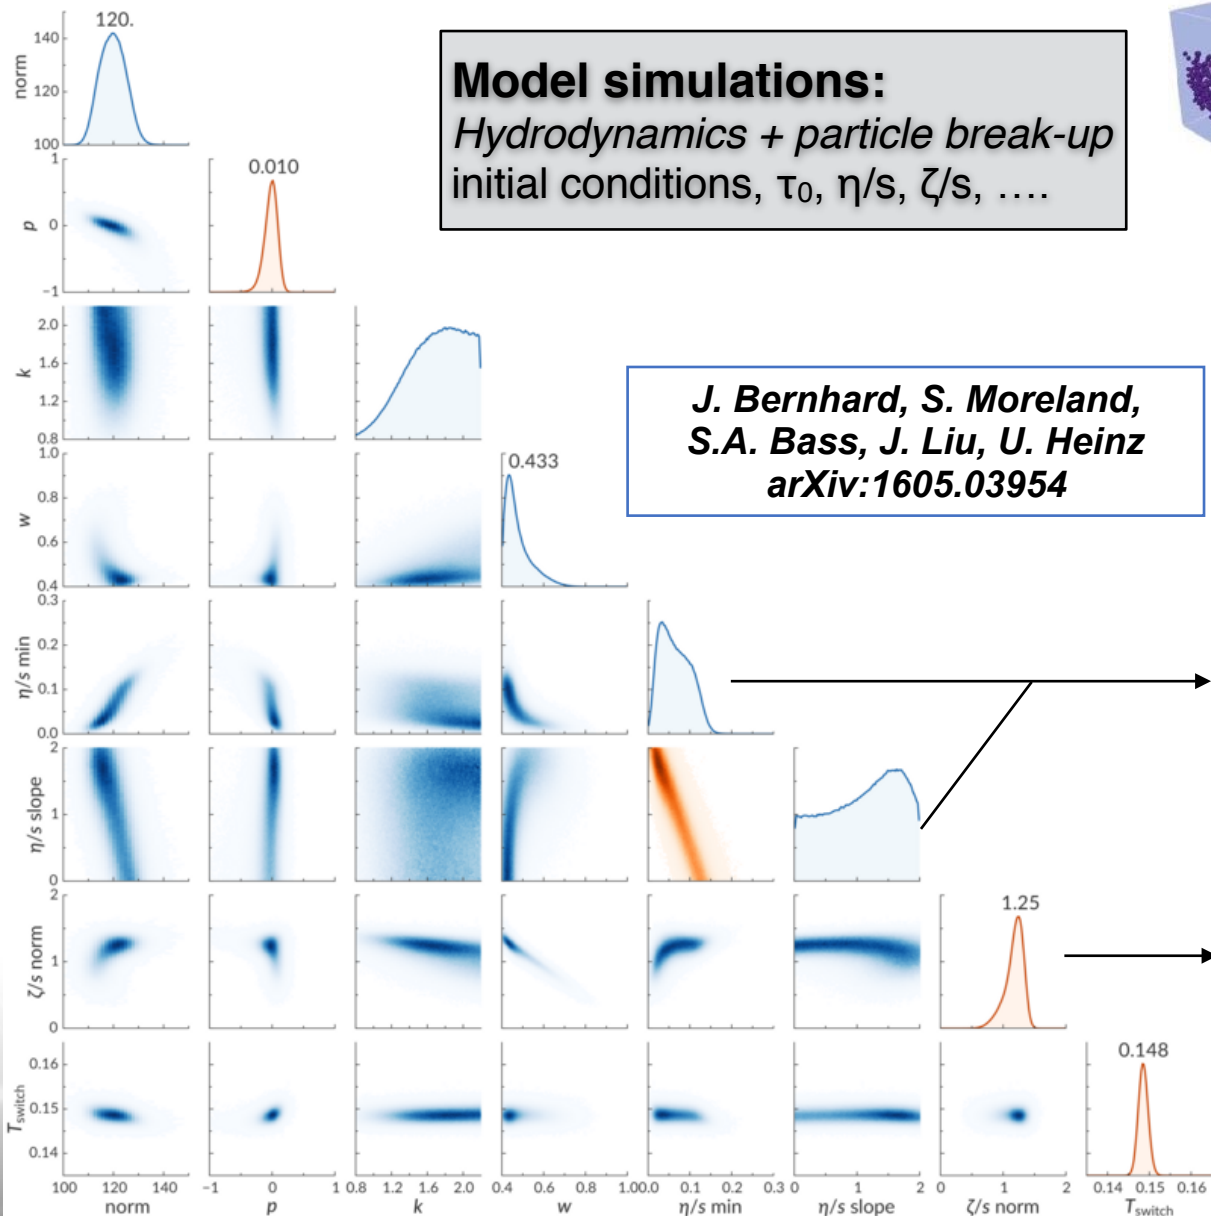 120.
140
norm
120
100
Model simulations:
Hydrodynamics + particle break-up
initial conditions, τ₀, η/s, ζ/s, ....
1
0.010
p
0
−1
2.0
k
1.6
1.2
0.8
J. Bernhard, S. Moreland,
S.A. Bass, J. Liu, U. Heinz
arXiv:1605.03954
1.0
0.433
0.8
w
0.6
0.4
0.3
η/s min
0.2
0.1
0.0
2
η/s slope
1
0
2
1.25
ζ/s norm
1
0
0.148
0.16
Tswitch
0.15
0.14
100 120 140 −1 0 1 0.8 1.2 1.6 2.0 0.4 0.6 0.8 1.0 0.0 0.1 0.2 0.3 0 1 2 0 1 2 0.14 0.15 0.16
norm p k w η/s min η/s slope ζ/s norm Tswitch